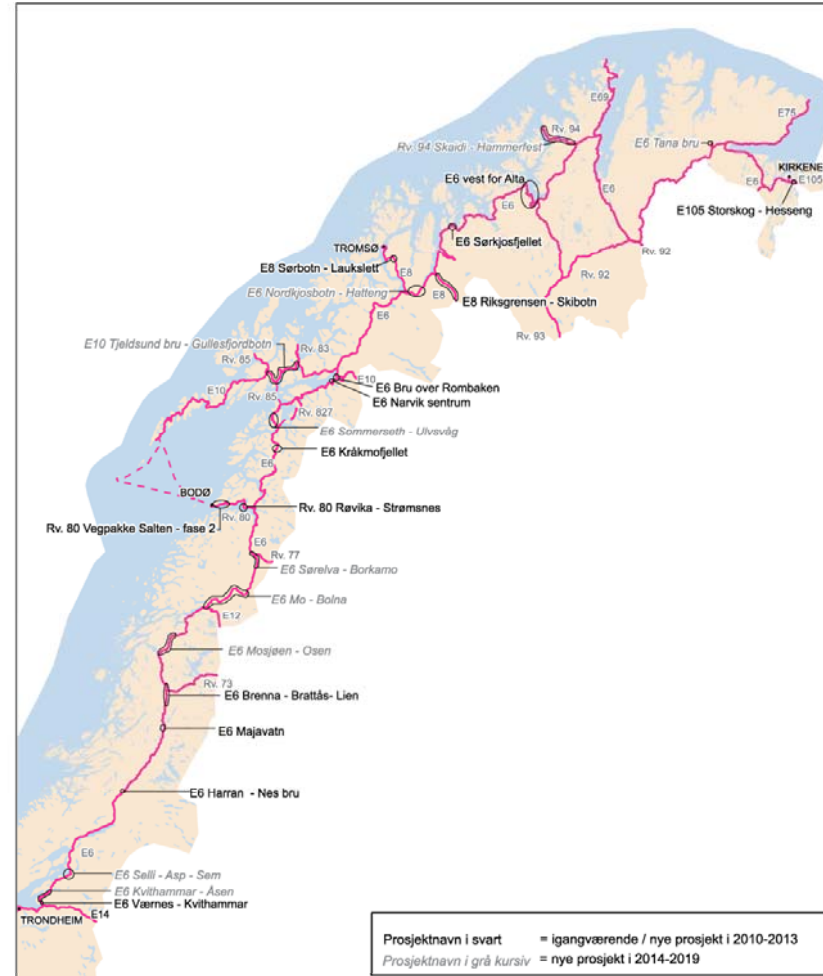 E69
E75
Rv. 94
Rv. 94 Skaidi - Hammerfest
E6 Tana bru
KIRKENES
E6 vest for Alta
E6
E105
E6
E6
E105 Storskog - Hesseng
TROMSØ
E6 Sørkjosfjellet
Rv. 92
E8 Sørbotn - Laukslett
E8
Rv. 92
E6 Nordkjosbotn - Hatteng
E8
E8 Riksgrensen - Skibotn
E6
Rv. 93
E10 Tjeldsund bru - Gullesfjordbotn
Rv. 83
Rv. 85
E10
E10
E6 Bru over Rombaken
Rv. 85
E6 Narvik sentrum
Rv. 827
E6 Sommerseth - Ulvsvåg
E6 Kråkmofjellet
E6
BODØ
Rv. 80 Røvika - Strømsnes
Rv. 80
Rv. 80 Vegpakke Salten - fase 2
E6
Rv. 77
E6 Sørelva - Borkamo
E6 Mo - Bolna
E12
E6 Mosjøen - Osen
Rv. 73
E6 Brenna - Brattås- Lien
E6 Majavatn
E6 Harran - Nes bru
E6
E6 Selli - Asp - Sem
E6 Kvithammar - Åsen
E6 Værnes - Kvithammar
TRONDHEIM
E14
Prosjektnavn i svart = igangværende / nye prosjekt i 2010-2013
Prosjektnavn i grå kursiv = nye prosjekt i 2014-2019